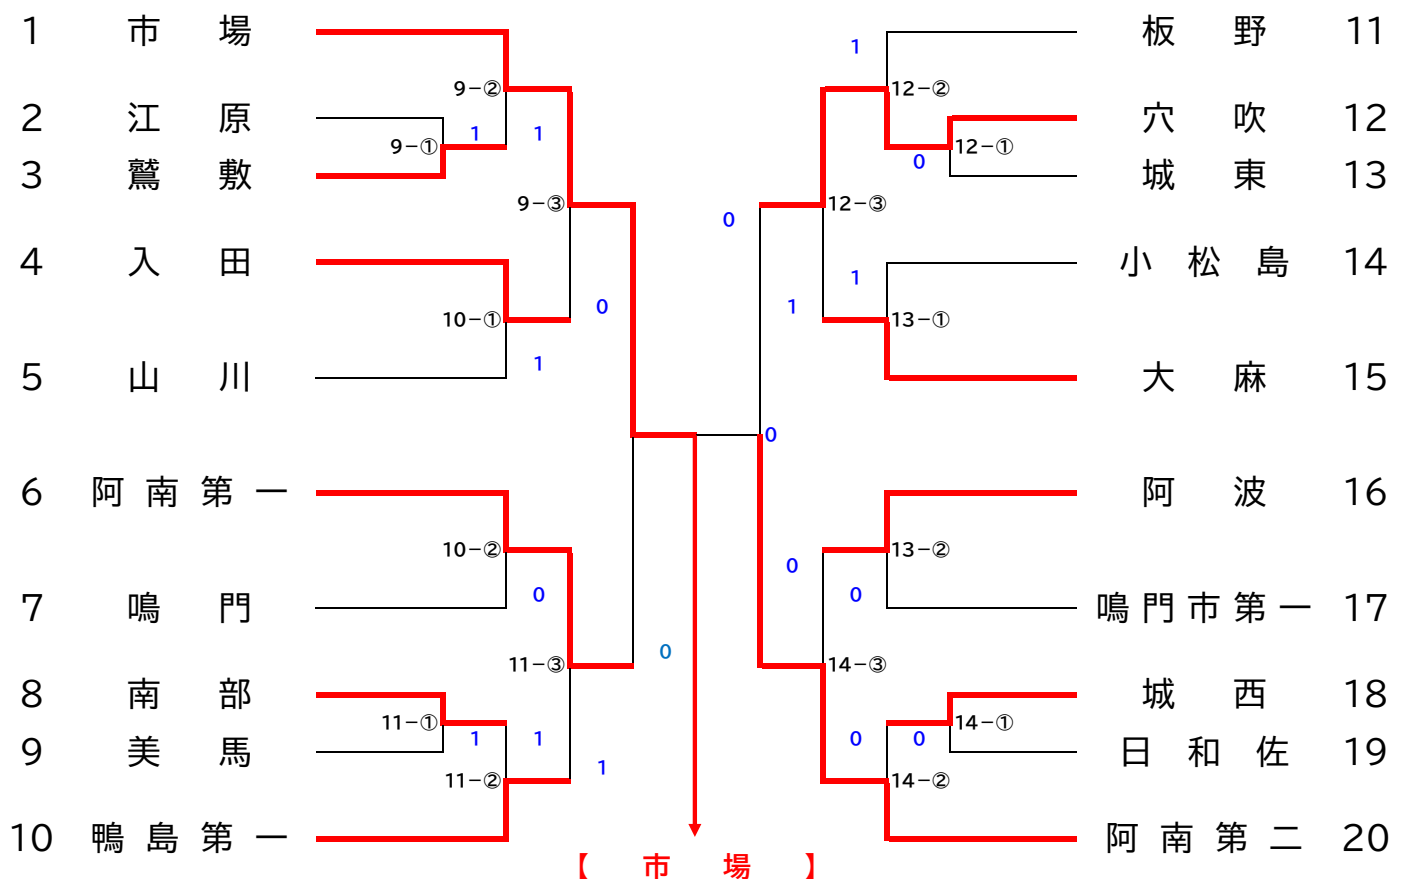 1 市場
板野 11
1
9-②
12-②
2 江原
穴吹 12
1 1
9-①
12-①
0
3 鷲敷
城東 13
9-③
12-③
0
4 入田
小松島 14
1
0
1
10-①
13-①
1
5 山川
大麻 15
0
6 阿南第一
阿波 16
10-②
13-②
0
0
0
7 鳴門
鳴門市第一 17
0
11-③
14-③
8 南部
城西 18
11-①
14-①
1 1
0 0
9 美馬
日和佐 19
1
11-②
14-②
10 鴨島第一
阿南第二 20
【市場】